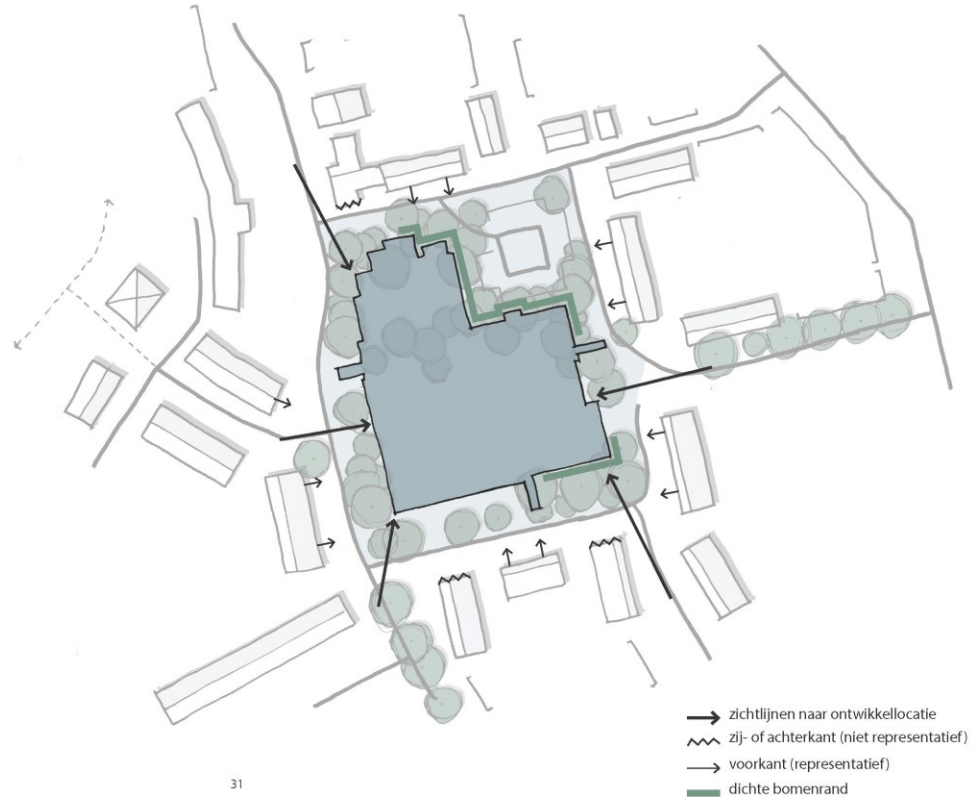 zichtlijnen naar ontwikkellocatie
zij- of achterkant (niet representatief)
voorkant (representatief)
dichte bomenrand
31